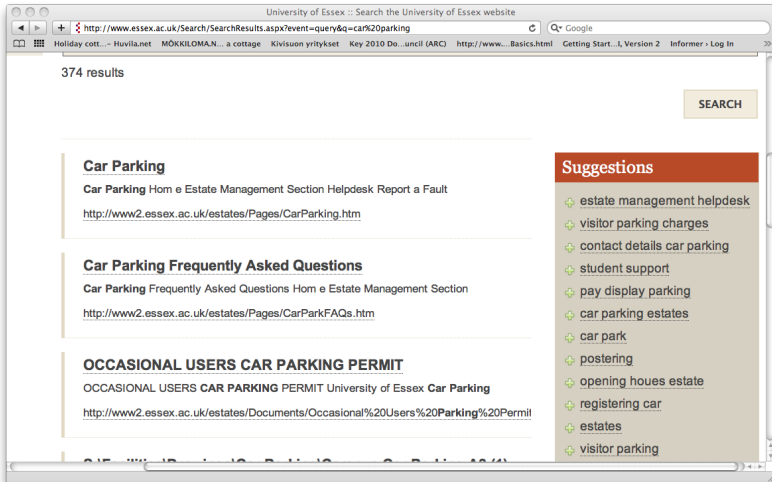 University of Essex :: Search the University of Essex website
http://www.essex.ac.uk/Search/SearchResults.aspx?event=query&q=car%20parking
Google
Holiday cott...– Huvila.net MÖKKILOMA.N... a cottage Kivisuon yritykset Key 2010 Do...uncil (ARC) http://www....Basics.html Getting Start...I, Version 2 Informer › Log In
374 results
SEARCH
Car Parking
Car Parking Hom e Estate Management Section Helpdesk Report a Fault
http://www2.essex.ac.uk/estates/Pages/CarParking.htm
Car Parking Frequently Asked Questions
Car Parking Frequently Asked Questions Hom e Estate Management Section
http://www2.essex.ac.uk/estates/Pages/CarParkFAQs.htm
OCCASIONAL USERS CAR PARKING PERMIT
OCCASIONAL USERS CAR PARKING PERMIT University of Essex Car Parking
http://www2.essex.ac.uk/estates/Documents/Occasional%20Users%20Parking%20Permit
Suggestions
estate management helpdesk
visitor parking charges
contact details car parking
student support
pay display parking
car parking estates
car park
postering
opening houes estate
registering car
estates
visitor parking